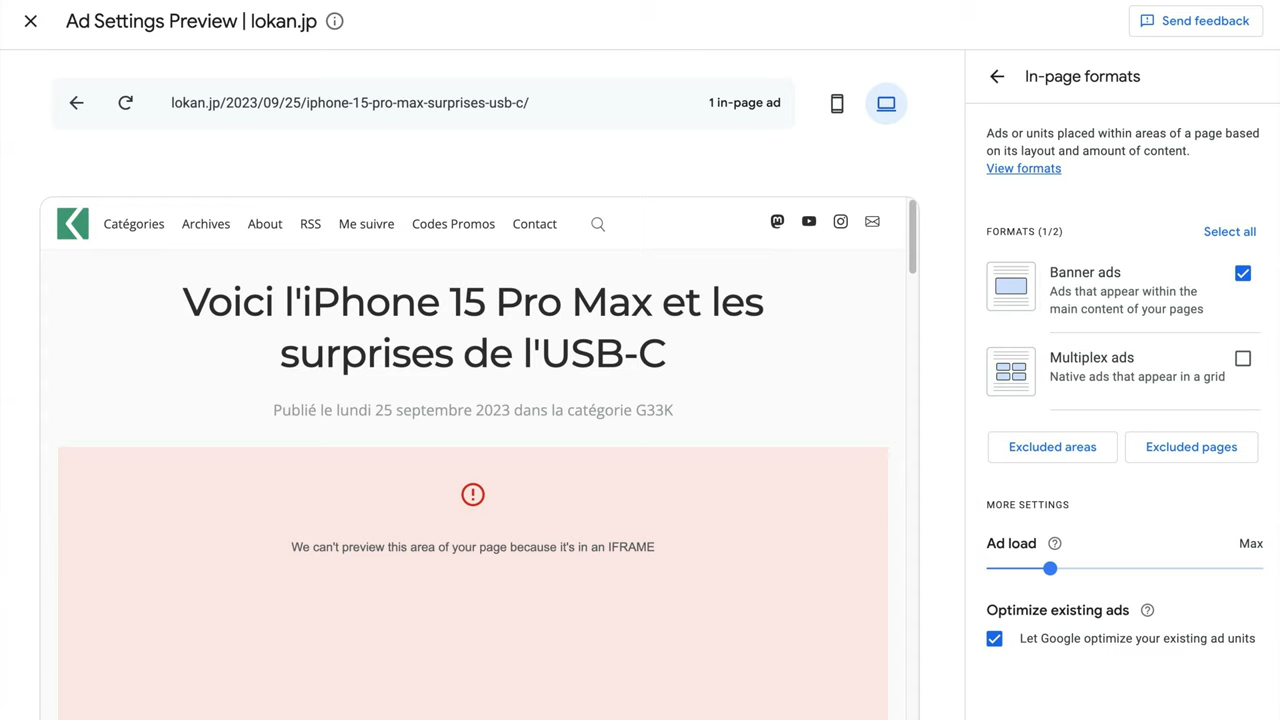 Ad Settings Preview | lokan.jp
Send feedback
lokan.jp/2023/09/25/iphone-15-pro-max-surprises-usb-c/
1 in-page ad
Catégories Archives About RSS Me suivre Codes Promos Contact
Voici l'iPhone 15 Pro Max et les
surprises de l'USB-C
Publié le lundi 25 septembre 2023 dans la catégorie G33K
We can't preview this area of your page because it's in an IFRAME
In-page formats
Ads or units placed within areas of a page based
on its layout and amount of content.
View formats
FORMATS (1/2) Select all
Banner ads
Ads that appear within the
main content of your pages
Multiplex ads
Native ads that appear in a grid
Excluded areas Excluded pages
MORE SETTINGS
Ad load Max
Optimize existing ads
Let Google optimize your existing ad units